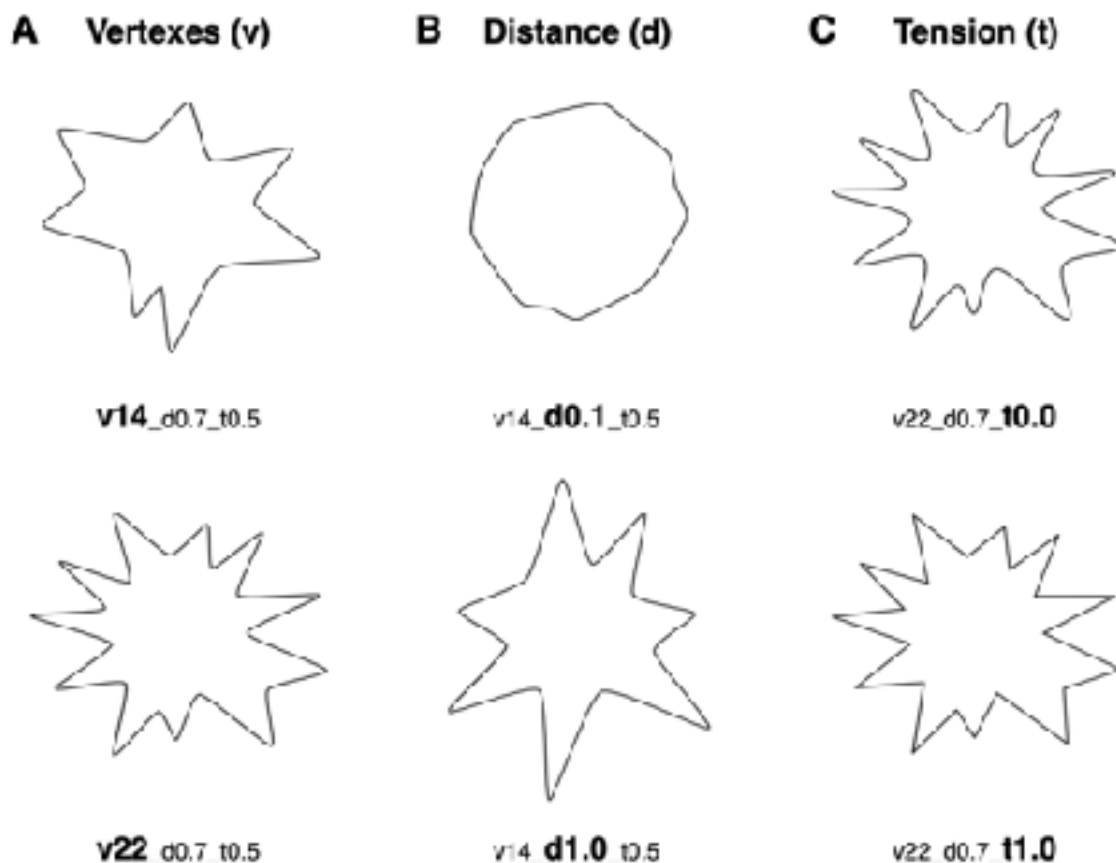 A Vertexes (v) B Distance (d) C Tension (t)
v14_d0.7_t0.5 v14_d0.1_t0.5 v22_d0.7_t0.0
v22_d0.7_t0.5 v14_d1.0_t0.5 v22_d0.7_t1.0